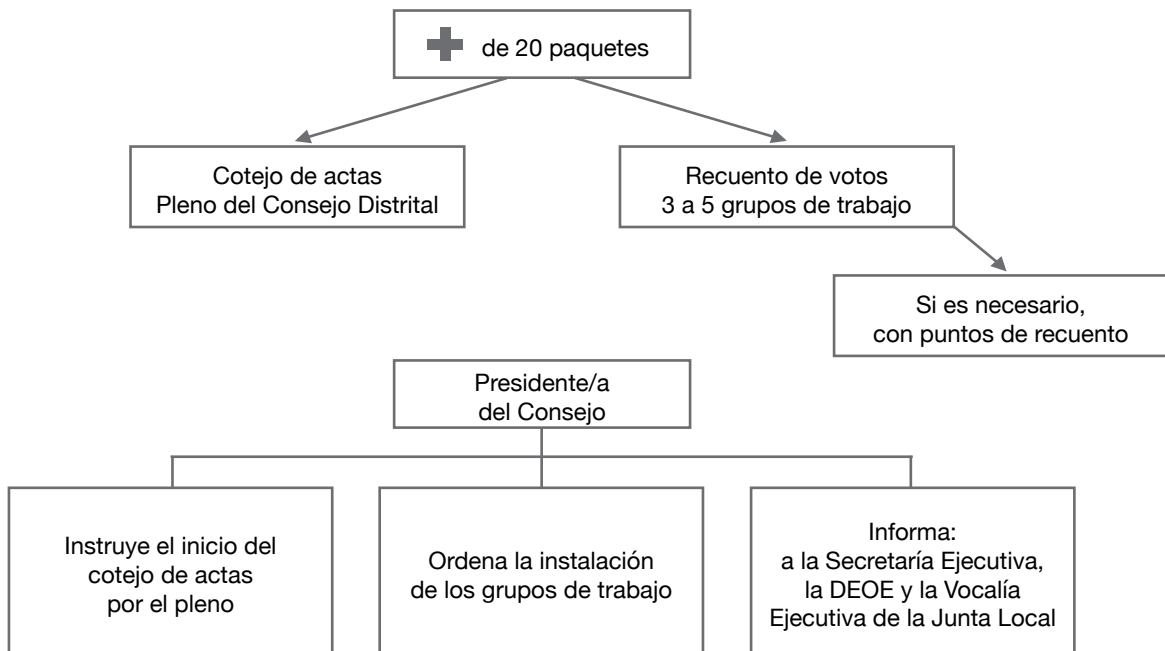 de 20 paquetes
Cotejo de actas
Pleno del Consejo Distrital
Recuento de votos
3 a 5 grupos de trabajo
Si es necesario,
con puntos de recuento
Presidente/a
del Consejo
Instruye el inicio del
cotejo de actas
por el pleno
Ordena la instalación
de los grupos de trabajo
Informa:
a la Secretaría Ejecutiva,
la DEOE y la Vocalía
Ejecutiva de la Junta Local